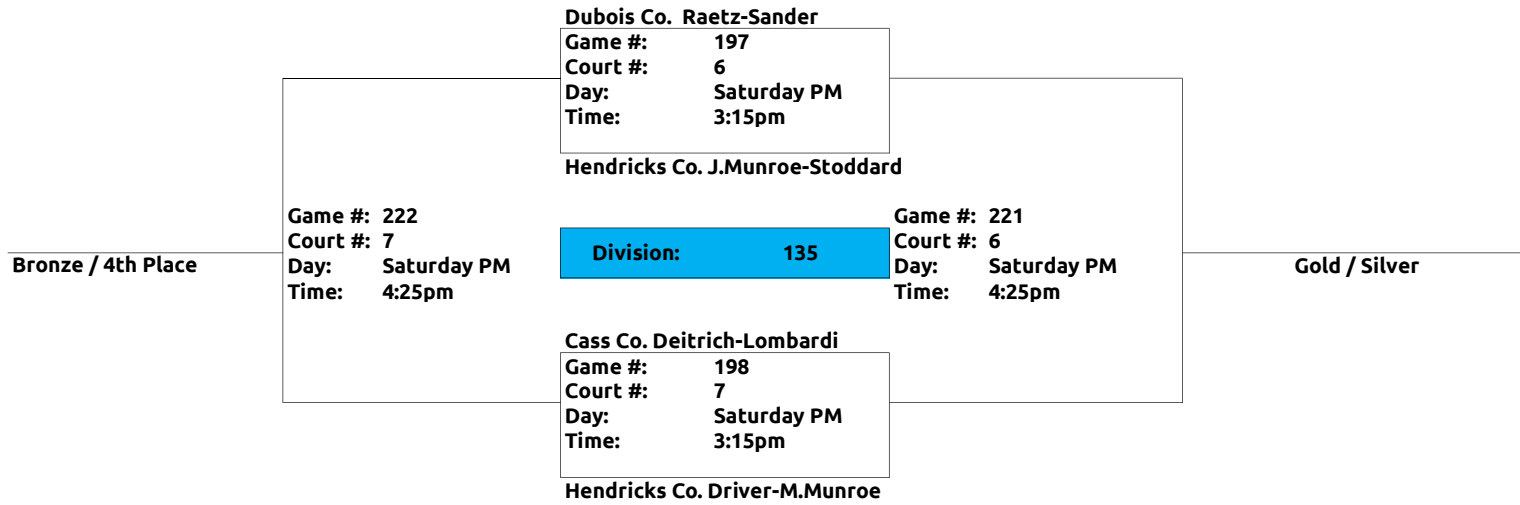 Dubois Co.  Raetz-Sander
Game #: 197
Court #: 6
Day: Saturday PM
Time: 3:15pm
Hendricks Co. J.Munroe-Stoddard
Game #: 222
Court #: 7
Day: Saturday PM
Time: 4:25pm
Bronze / 4th Place
Division: 135
Game #: 221
Court #: 6
Day: Saturday PM
Time: 4:25pm
Gold / Silver
Cass Co. Deitrich-Lombardi
Game #: 198
Court #: 7
Day: Saturday PM
Time: 3:15pm
Hendricks Co. Driver-M.Munroe